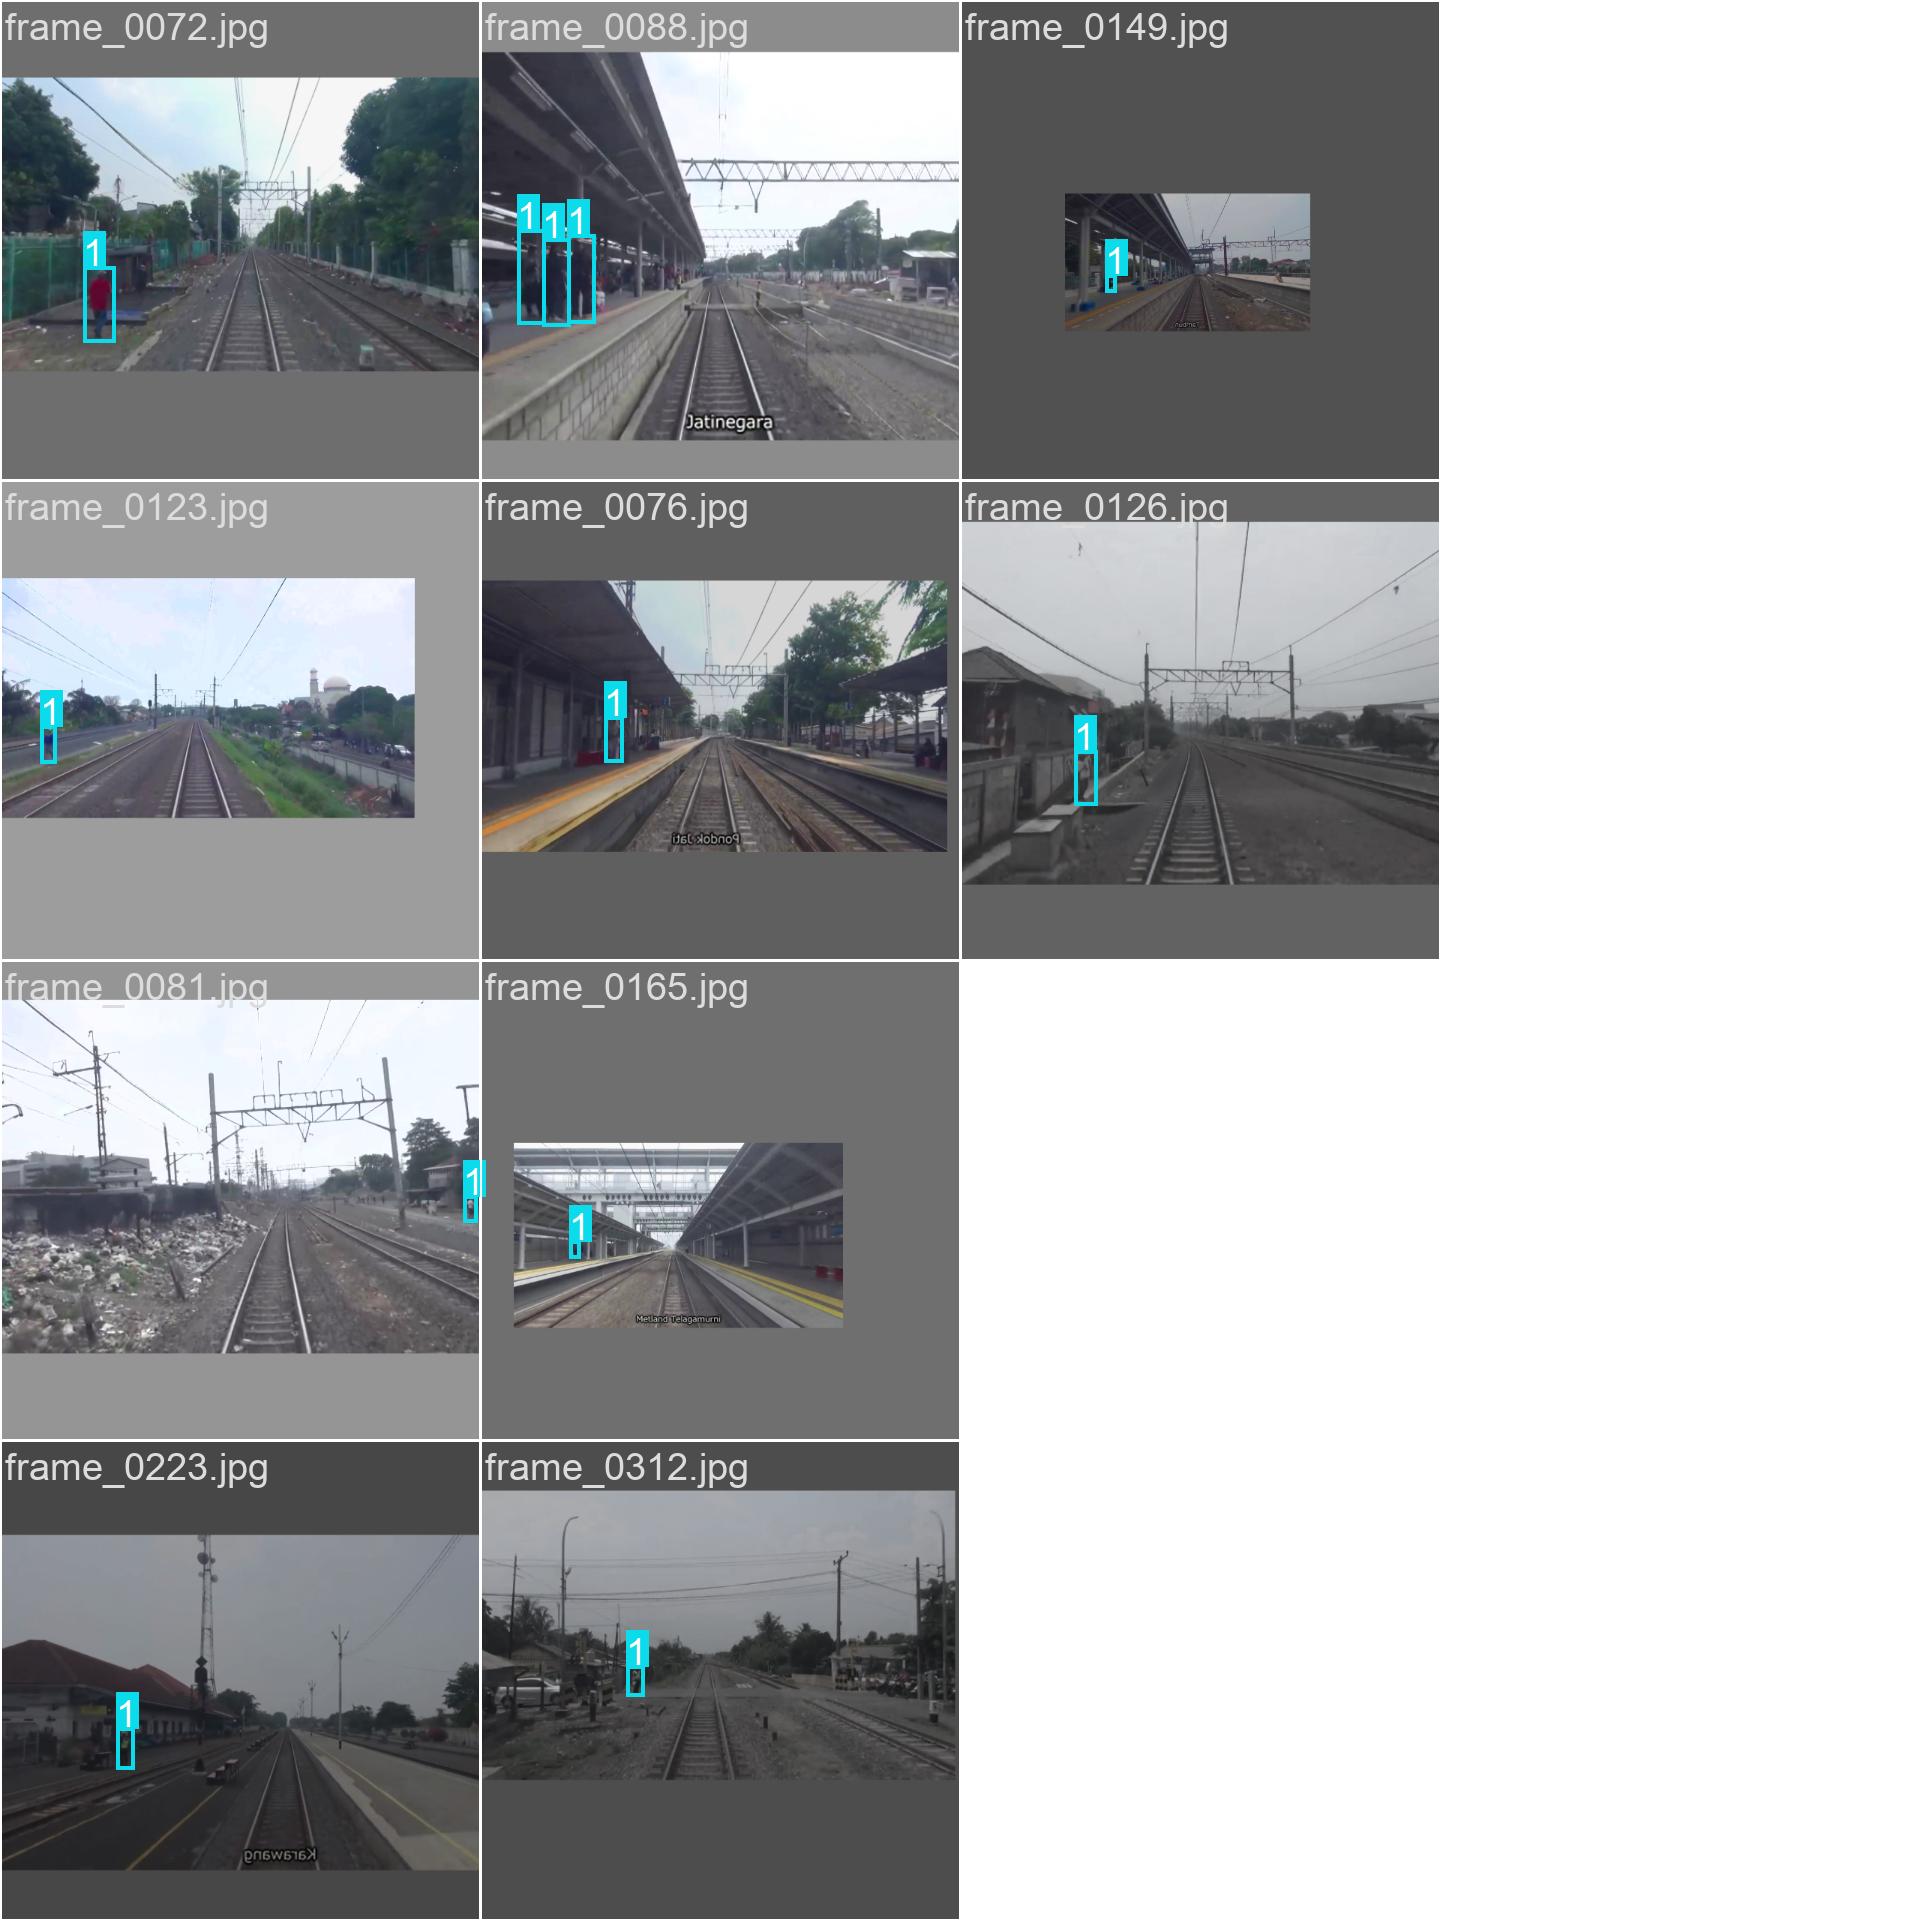 frame_0072.jpg
1
frame_0088.jpg
1 1 1
Jatinegara
frame_0149.jpg
1
Tambun
frame_0123.jpg
1
frame_0076.jpg
1
Pondok Jati
frame_0126.jpg
1
frame_0081.jpg
1
frame_0165.jpg
1
Metland Telagamurni
frame_0223.jpg
1
Karawang
frame_0312.jpg
1